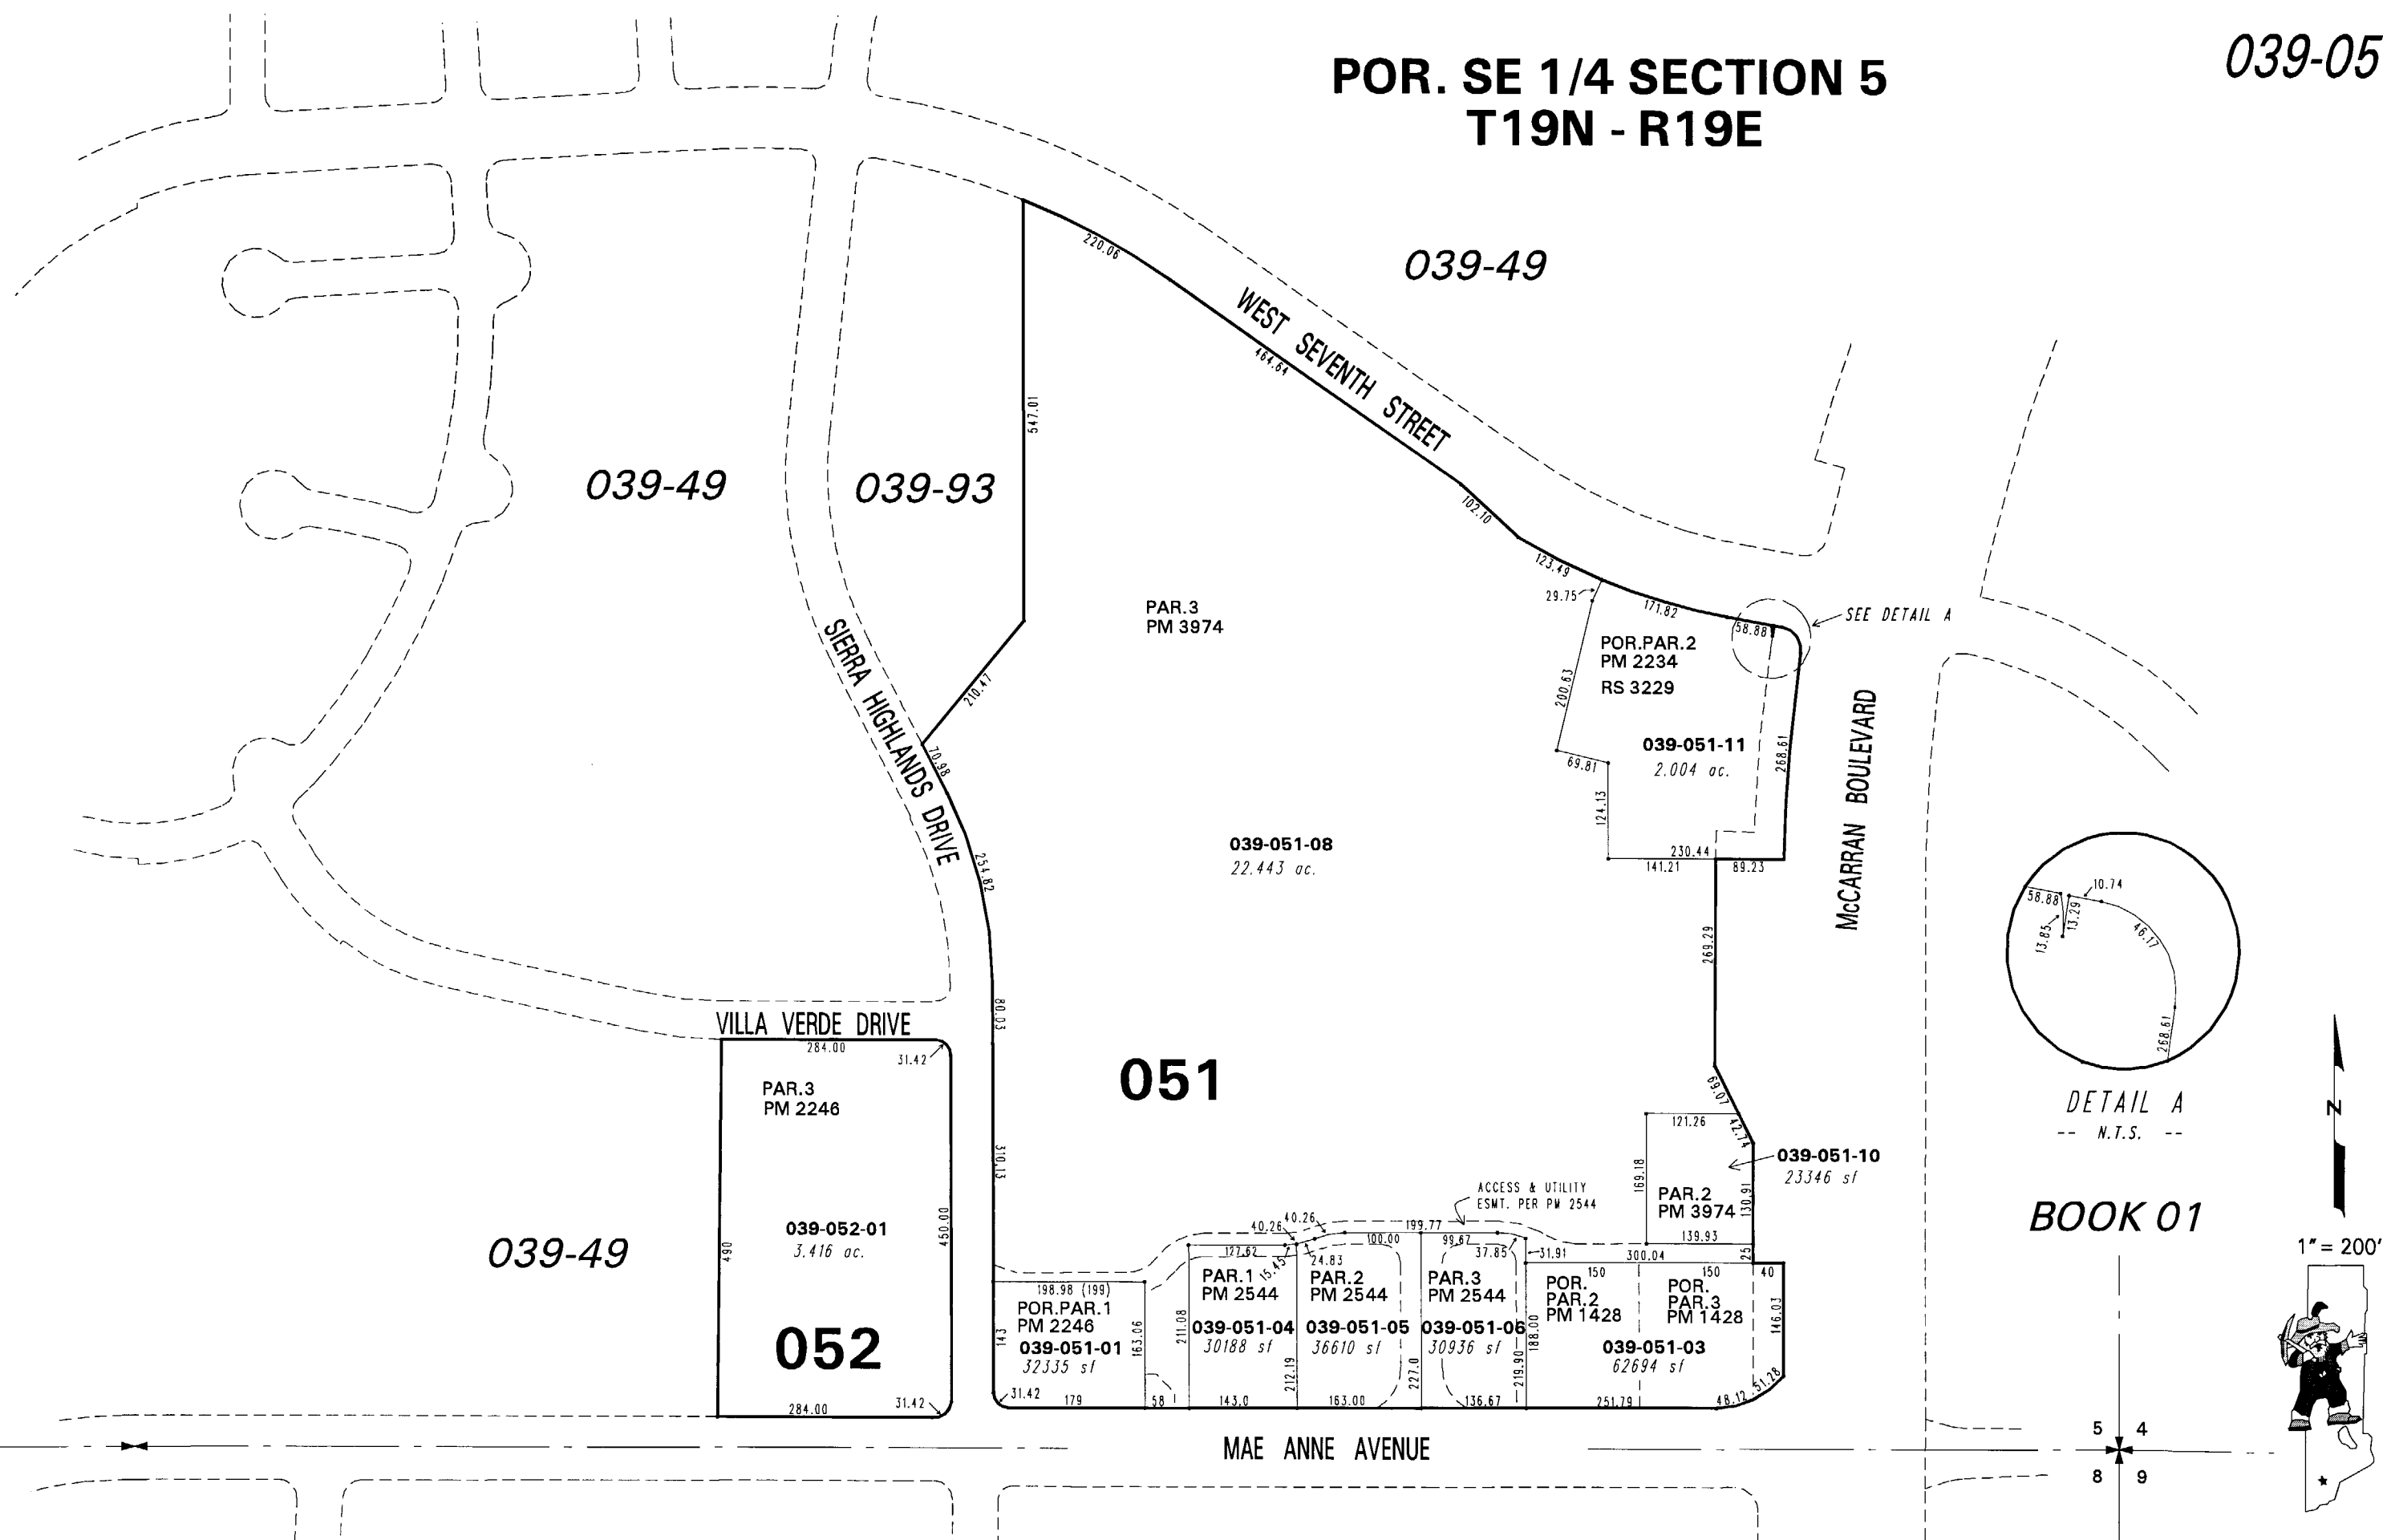 POR. SE 1/4 SECTION 5
T19N - R19E
039-05
039-49
WEST SEVENTH STREET
220.06
464.64
547.01
102.10
123.49
29.75
171.82
58.88
SEE DETAIL A
039-49
039-93
PAR.3
PM 3974
POR.PAR.2
PM 2234
RS 3229
200.63
039-051-11
2.004 ac.
69.81
124.13
268.61
230.44
141.21
89.23
McCARRAN BOULEVARD
SIERRA HIGHLANDS DRIVE
210.47
70.98
254.82
039-051-08
22.443 ac.
269.29
80.03
58.88
10.74
13.29
13.85
46.17
268.61
DETAIL A
-- N.T.S. --
VILLA VERDE DRIVE
284.00
31.42
PAR.3
PM 2246
051
69.07
121.26
42.74
310.13
169.18
PAR.2
PM 3974
130.91
039-051-10
23346 sf
139.93
25
N
BOOK 01
1"= 200'
039-49
490
039-052-01
3.416 ac.
450.00
052
284.00
31.42
ACCESS & UTILITY
ESMT. PER PM 2544
40.26
40.26
199.77
127.62
15.45
24.83
100.00
99.67
37.85
31.91
300.04
150
150
40
198.98 (199)
POR.PAR.1
PM 2246
039-051-01
32335 sf
143
163.06
31.42
179
58
PAR.1
PM 2544
039-051-04
30188 sf
211.08
212.19
143.0
PAR.2
PM 2544
039-051-05
36610 sf
227.0
163.00
PAR.3
PM 2544
039-051-06
30936 sf
219.90
188.00
136.67
POR.
PAR.2
PM 1428
POR.
PAR.3
PM 1428
039-051-03
62694 sf
146.03
251.79
48.12
51.28
MAE ANNE AVENUE
5 4
8 9